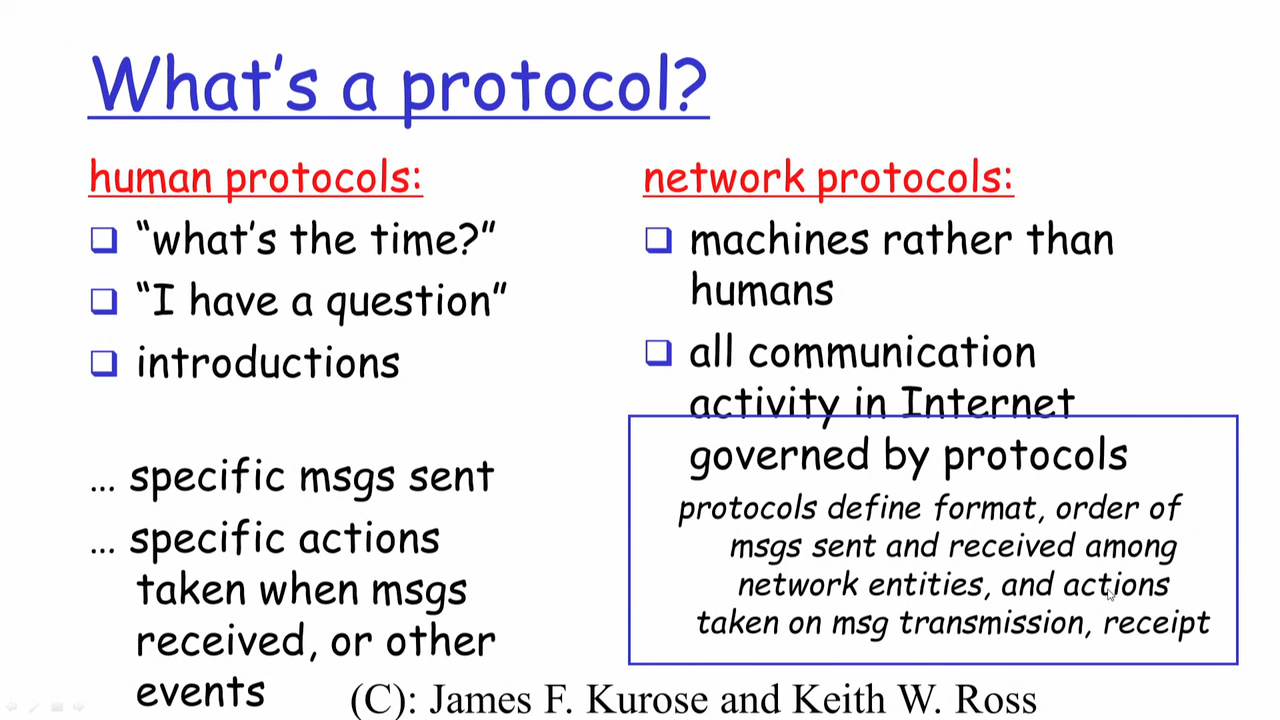 What's a protocol?
human protocols:
“what's the time?”
“I have a question”
introductions
… specific msgs sent
… specific actions
taken when msgs
received, or other
events
network protocols:
machines rather than
humans
all communication
activity in Internet
governed by protocols
protocols define format, order of
msgs sent and received among
network entities, and actions
taken on msg transmission, receipt
(C): James F. Kurose and Keith W. Ross